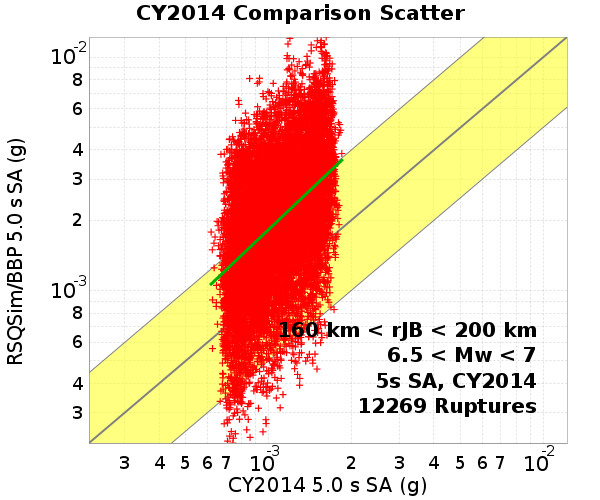 CY2014 Comparison Scatter
RSQSim/BBP 5.0 s SA (g)
10-2
8
6
4
3
2
10-3
8
6
4
3
160 km < rJB < 200 km
6.5 < Mw < 7
5s SA, CY2014
12269 Ruptures
3 4 5 6 7 10-3 2 3 4 5 6 7 10-2
CY2014 5.0 s SA (g)